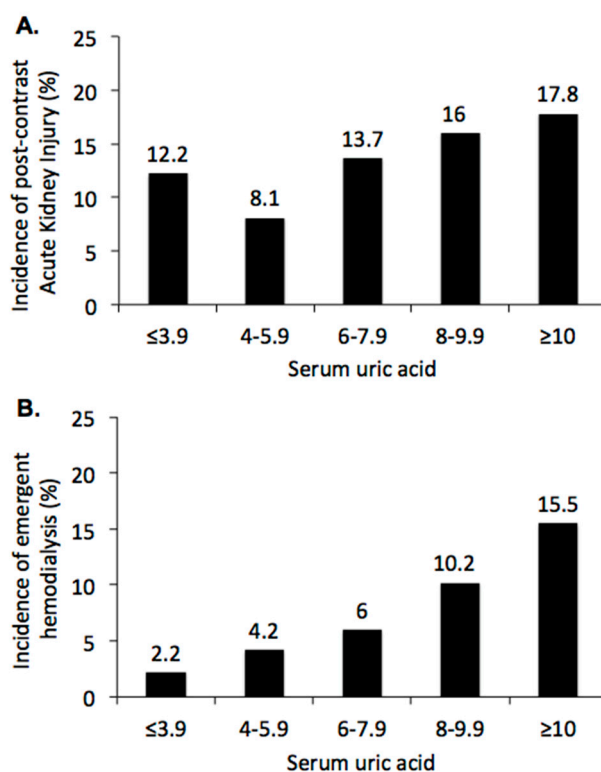 A.
Incidence of post-contrast
Acute Kidney Injury (%)
25
20
15
10
5
0
12.2
8.1
13.7
16
17.8
≤3.9 4-5.9 6-7.9 8-9.9 ≥10
Serum uric acid
B.
Incidence of emergent
hemodialysis (%)
25
20
15
10
5
0
2.2
4.2
6
10.2
15.5
≤3.9 4-5.9 6-7.9 8-9.9 ≥10
Serum uric acid